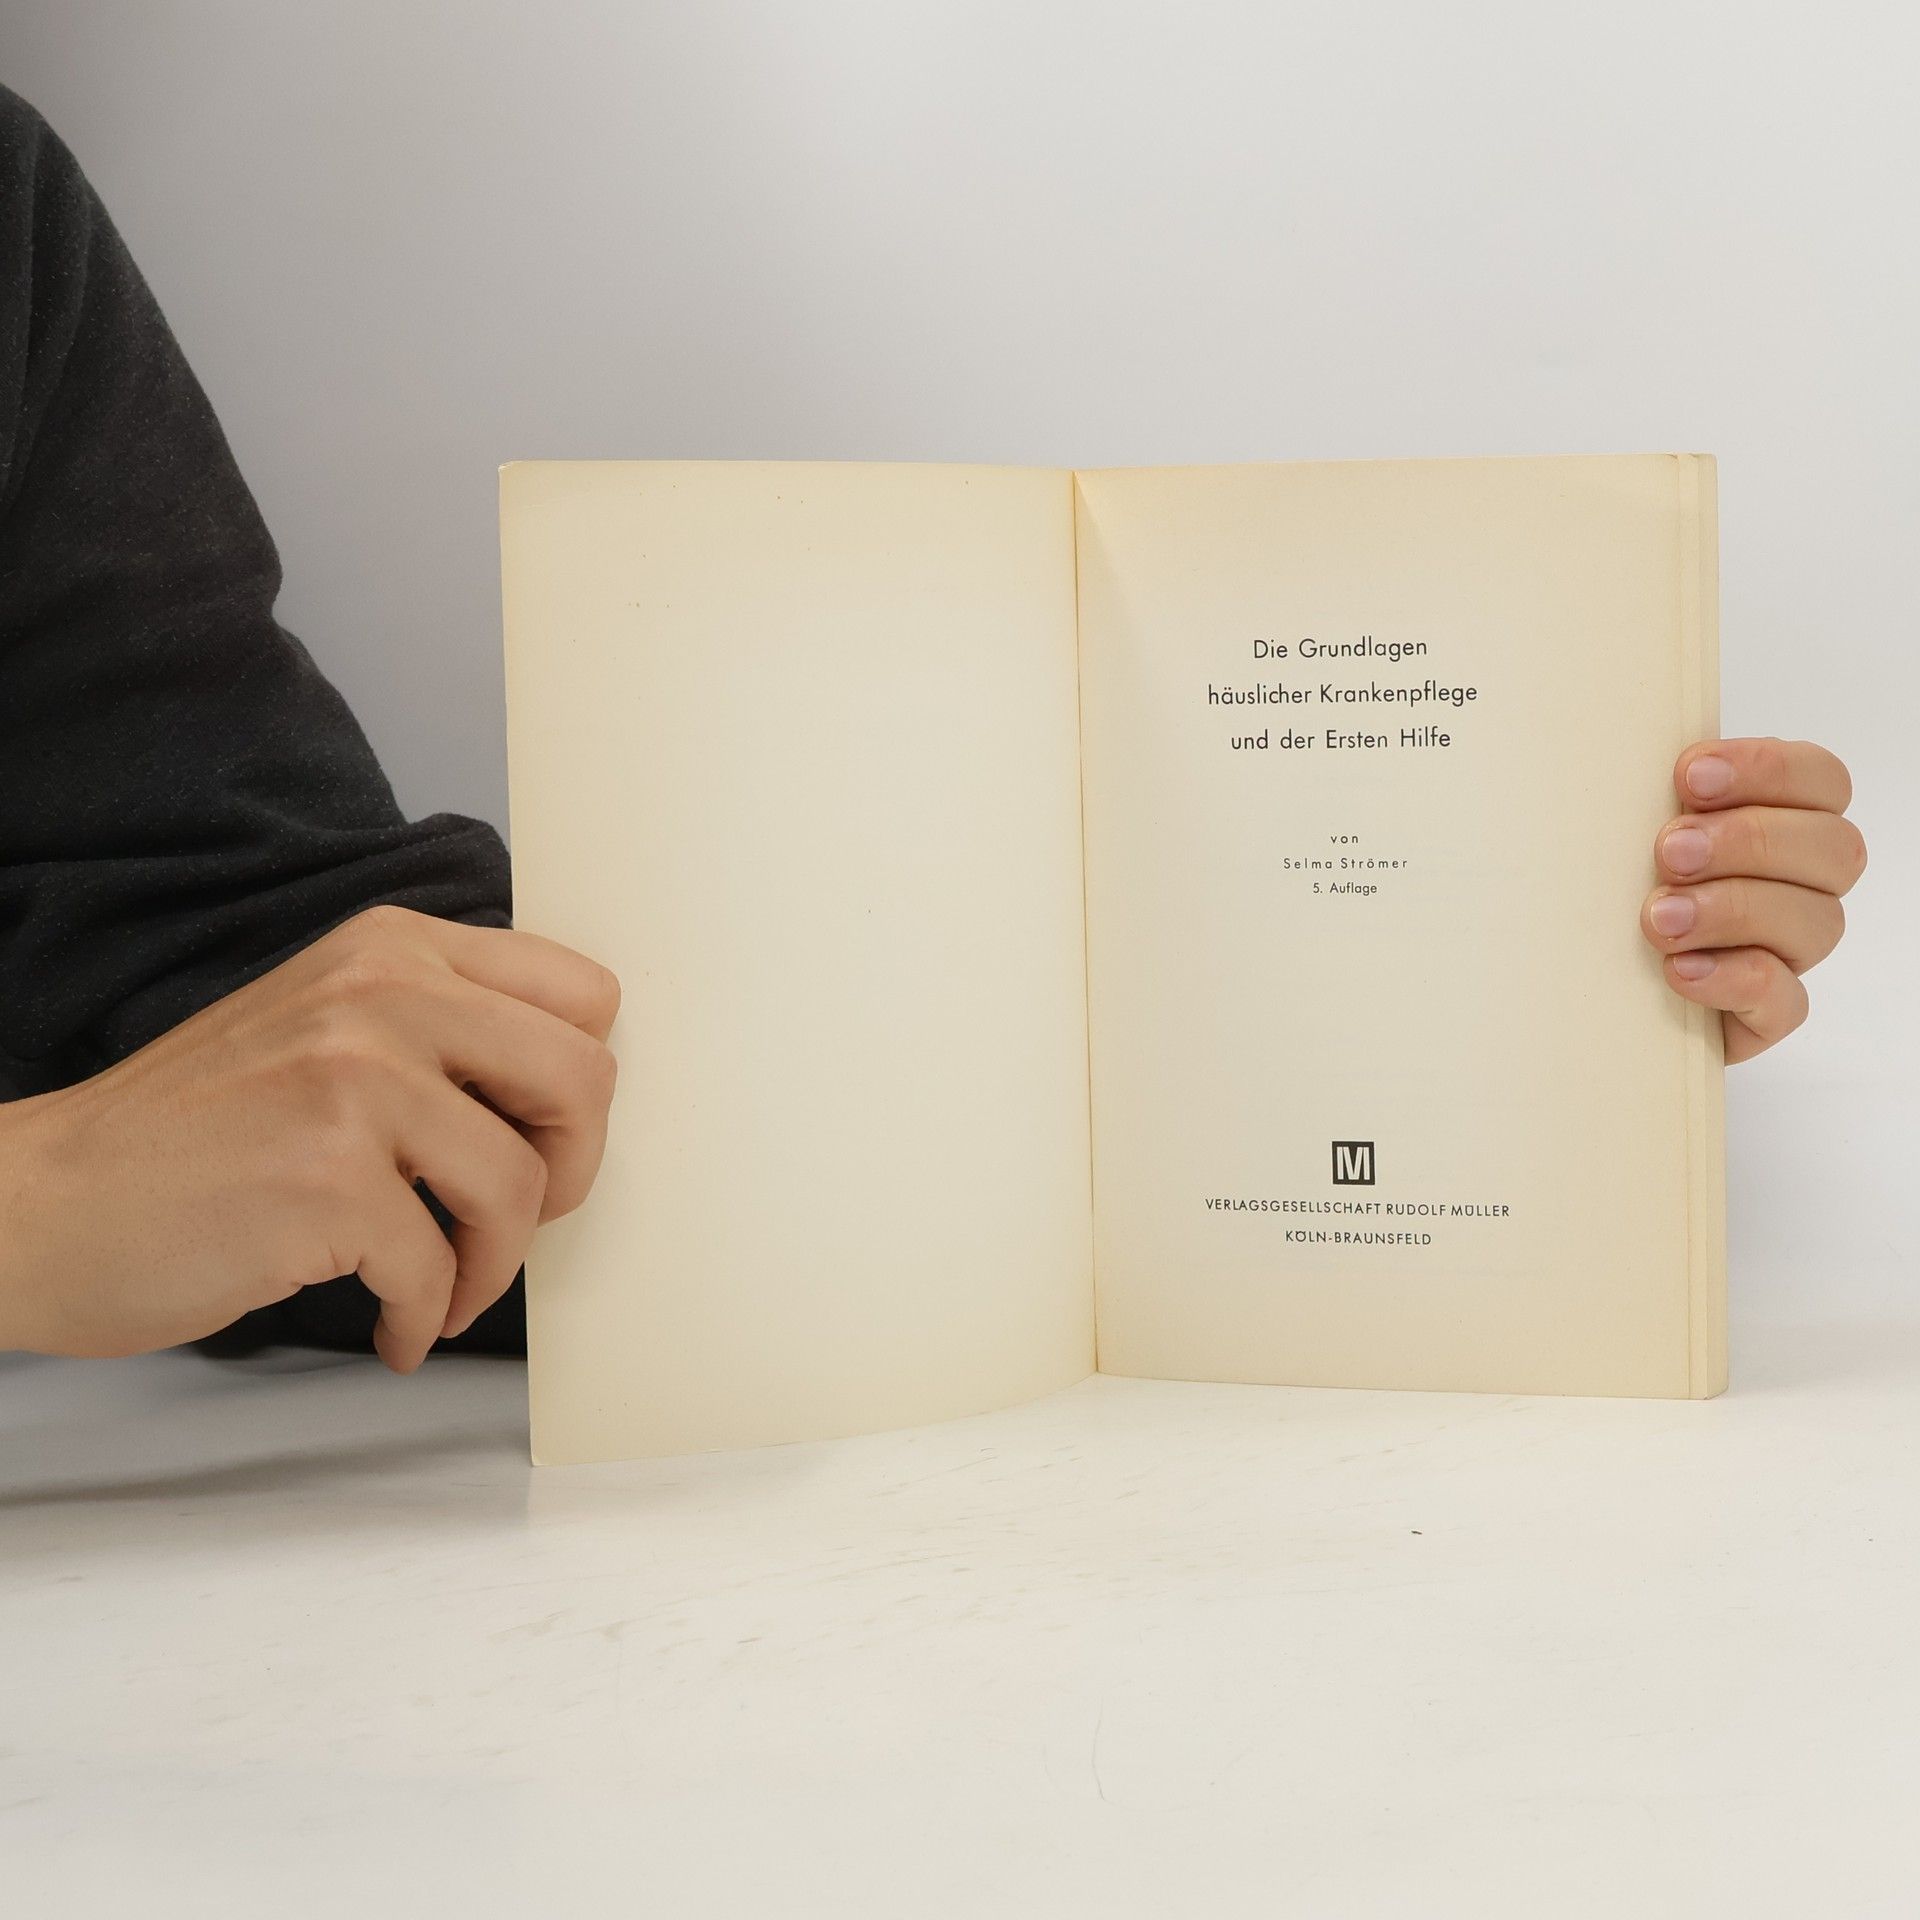 Die Grundlagen
häuslicher Krankenpflege
und der Ersten Hilfe
von
Selma Strömer
5. Auflage
M
VERLAGSGESELLSCHAFT RUDOLF MÜLLER
KÖLN-BRAUNSFELD